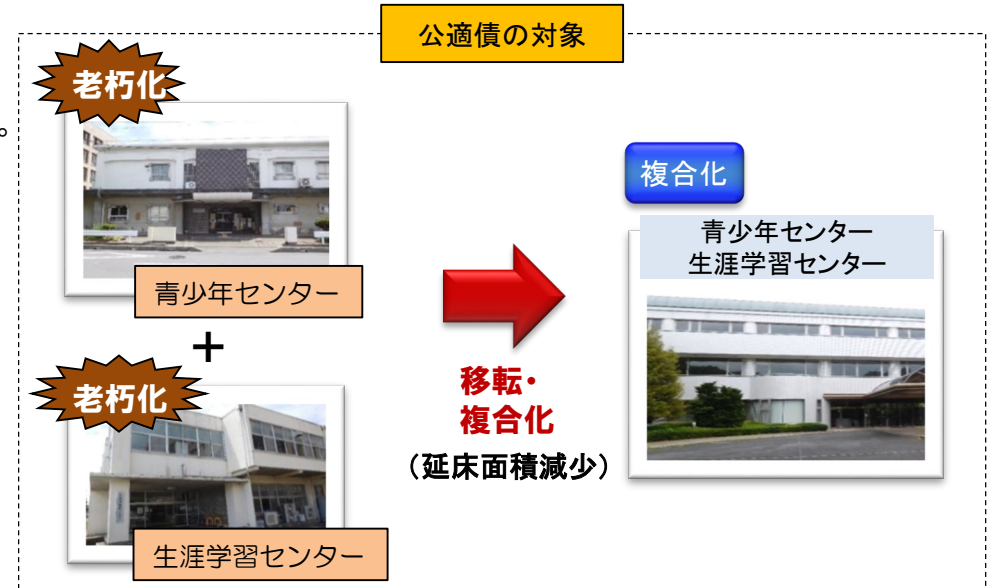 公適債の対象
老朽化
。
青少年センター
+
老朽化
生涯学習センター
移転・
複合化
（延床面積減少）
複合化
青少年センター
生涯学習センター